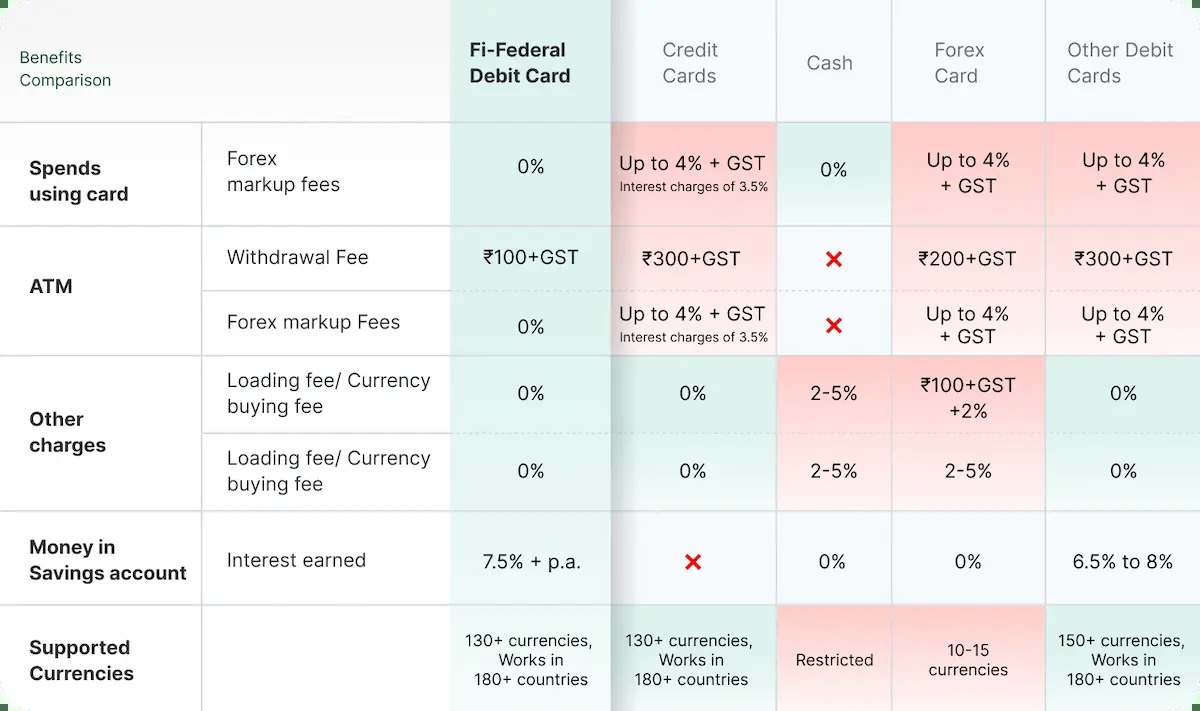 Benefits
Comparison
Fi-Federal
Debit Card
Credit
Cards
Cash
Forex
Card
Other Debit
Cards
Spends
using card
Forex
markup fees
0%
Up to 4% + GST
Interest charges of 3.5%
0%
Up to 4%
+ GST
Up to 4%
+ GST
ATM
Withdrawal Fee
₹100+GST
₹300+GST
₹200+GST
₹300+GST
Forex markup Fees
0%
Up to 4% + GST
Interest charges of 3.5%
Up to 4%
+ GST
Up to 4%
+ GST
Other
charges
Loading fee/ Currency
buying fee
0%
0%
2-5%
₹100+GST
+2%
0%
Loading fee/ Currency
buying fee
0%
0%
2-5%
2-5%
0%
Money in
Savings account
Interest earned
7.5% + p.a.
0%
0%
6.5% to 8%
Supported
Currencies
130+ currencies,
Works in
180+ countries
130+ currencies,
Works in
180+ countries
Restricted
10-15
currencies
150+ currencies,
Works in
180+ countries